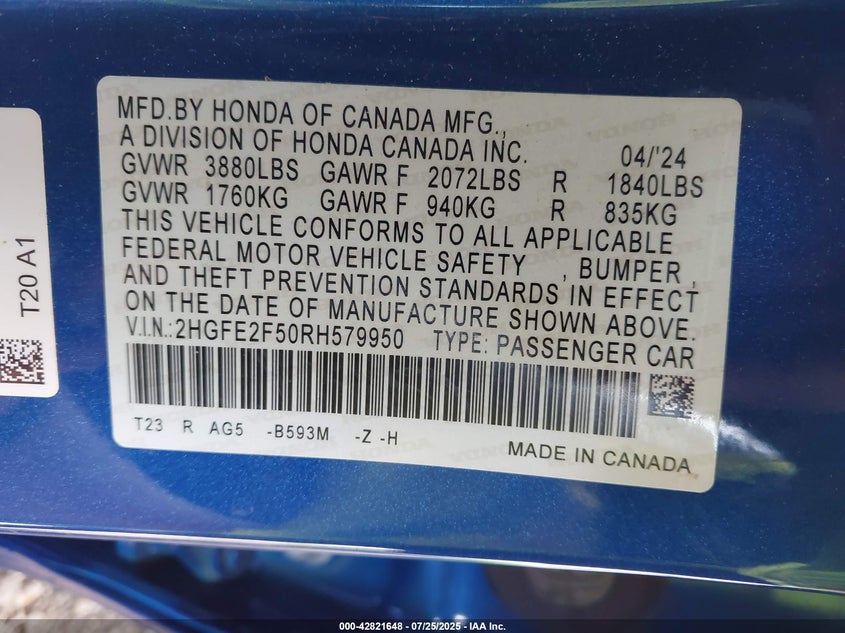 MFD.BY HONDA OF CANADA MFG.,
A DIVISION OF HONDA CANADA INC. 04/'24
GVWR 3880LBS GAWR F 2072LBS R 1840LBS
GVWR 1760KG GAWR F 940KG R 835KG
THIS VEHICLE CONFORMS TO ALL APPLICABLE
FEDERAL MOTOR VEHICLE SAFETY , BUMPER ,
AND THEFT PREVENTION STANDARDS IN EFFECT
ON THE DATE OF MANUFACTURE SHOWN ABOVE.
V.I.N.:2HGFE2F50RH579950 TYPE: PASSENGER CAR
T23 R AG5 -B593M -Z -H
MADE IN CANADA
T20 A1
000-42821648 - 07/25/2025 - IAA Inc.